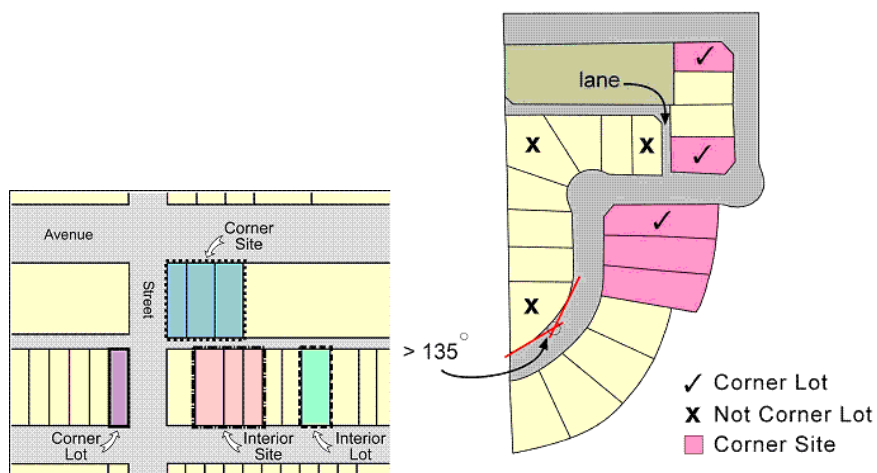 Avenue
Corner
Site
Street
Corner
Lot
Interior
Site
Interior
Lot
lane
✓
x
x
✓
✓
x
> 135°
✓ Corner Lot
x Not Corner Lot
Corner Site